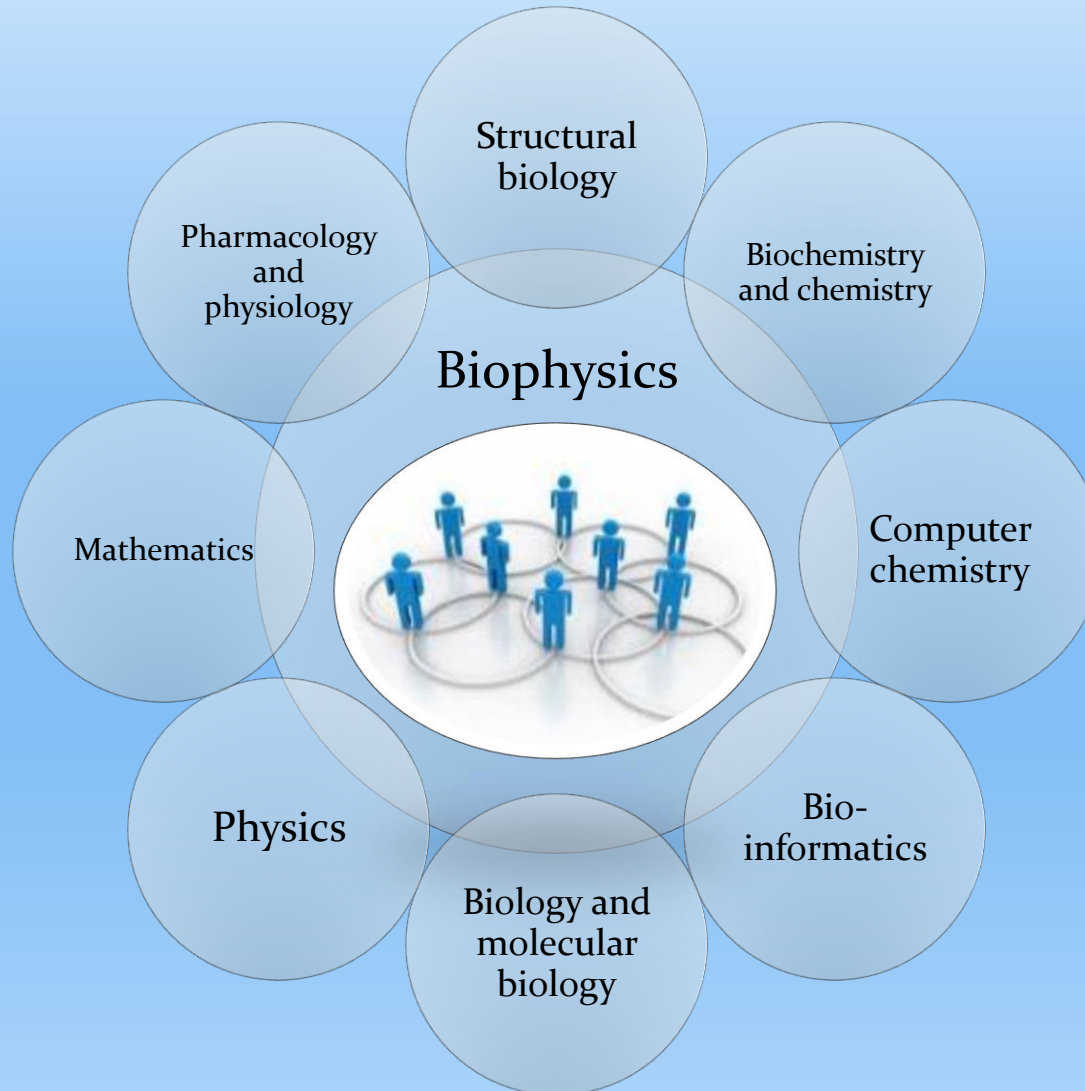 Structural
biology
Pharmacology
and
physiology
Biochemistry
and chemistry
Biophysics
Mathematics
Computer
chemistry
Physics
Bio-
informatics
Biology and
molecular
biology